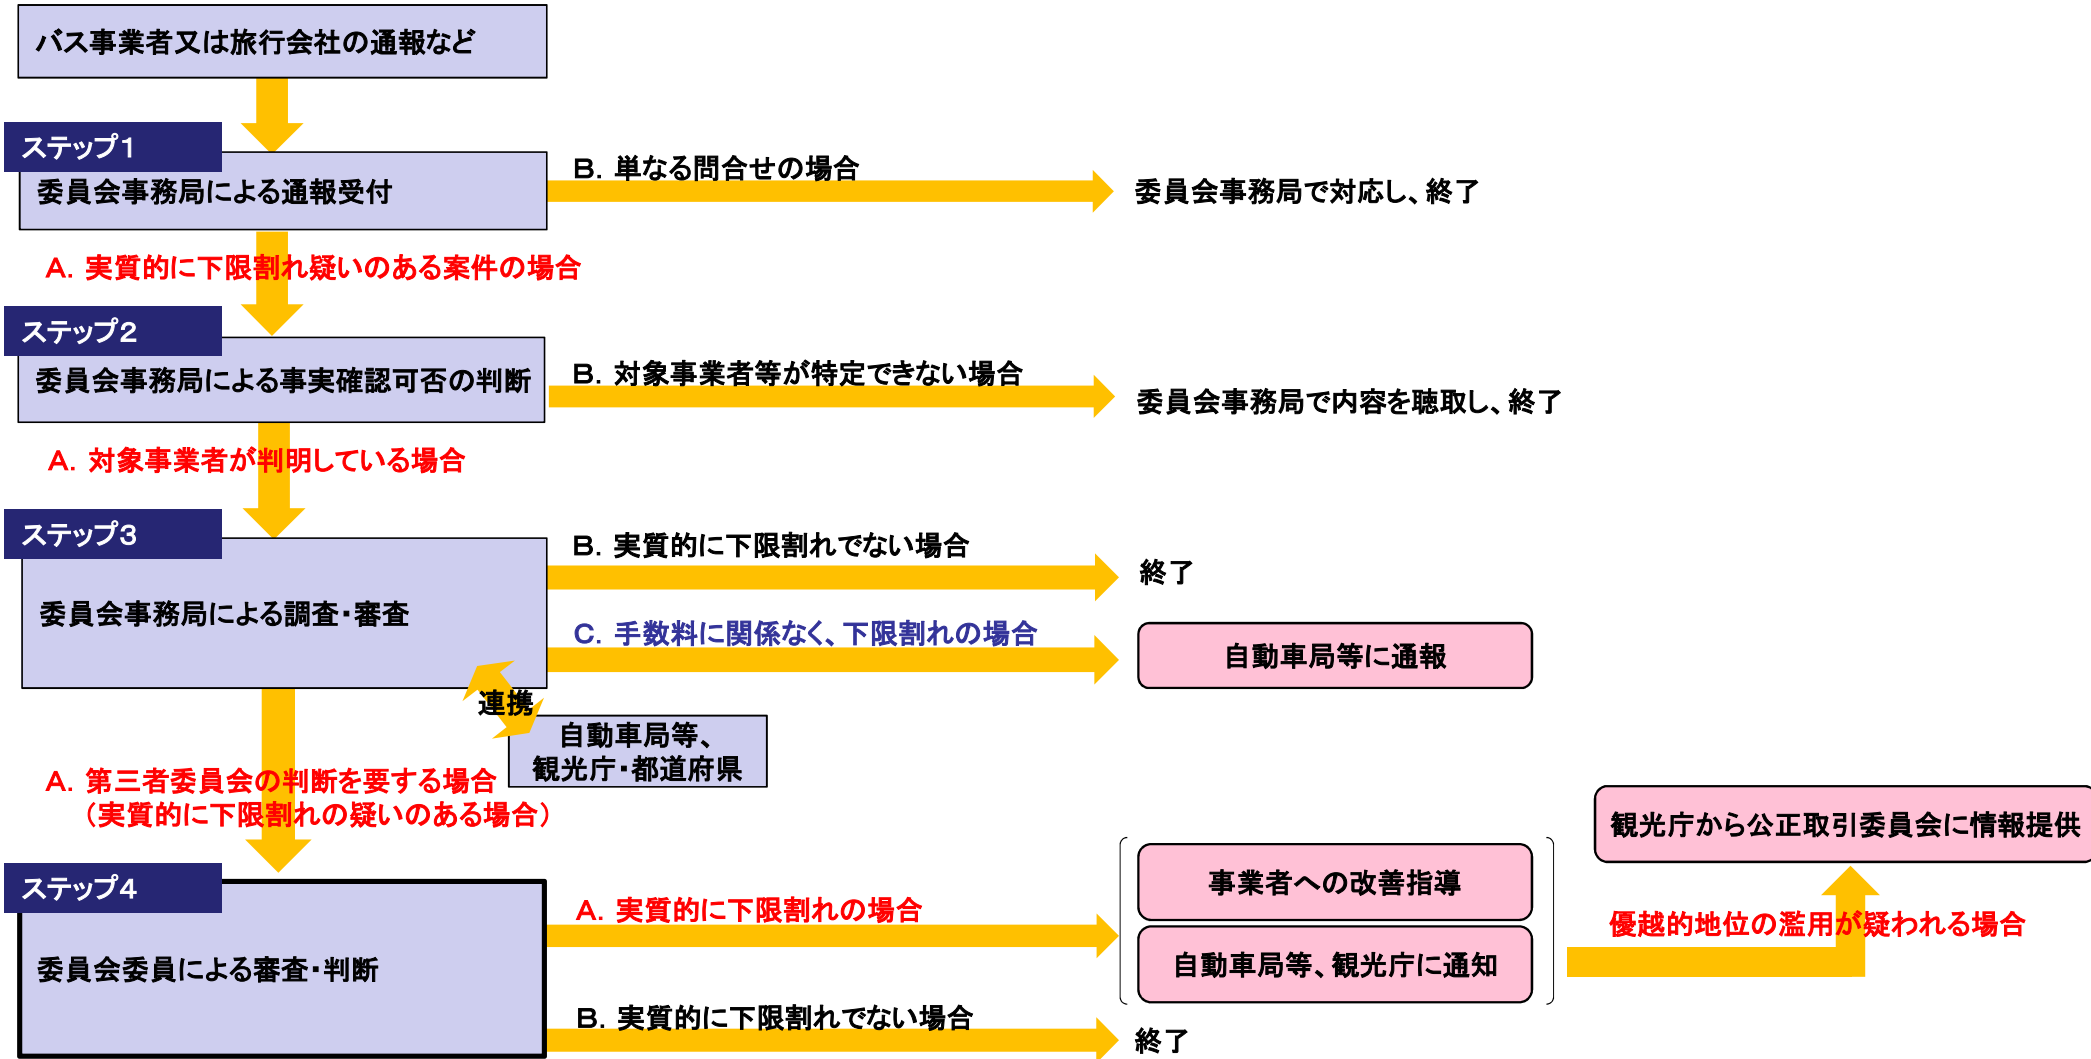 バス事業者又は旅行会社の通報など
ステップ1
委員会事務局による通報受付
B. 単なる問合せの場合
委員会事務局で対応し、終了
A. 実質的に下限割れ疑いのある案件の場合
ステップ2
委員会事務局による事実確認可否の判断
B. 対象事業者等が特定できない場合
委員会事務局で内容を聴取し、終了
A. 対象事業者が判明している場合
ステップ3
委員会事務局による調査・審査
B. 実質的に下限割れでない場合
終了
C. 手数料に関係なく、下限割れの場合
自動車局等に通報
連携
自動車局等、
観光庁・都道府県
A. 第三者委員会の判断を要する場合
（実質的に下限割れの疑いのある場合）
ステップ4
委員会委員による審査・判断
A. 実質的に下限割れの場合
事業者への改善指導
自動車局等、観光庁に通知
優越的地位の濫用が疑われる場合
観光庁から公正取引委員会に情報提供
B. 実質的に下限割れでない場合
終了